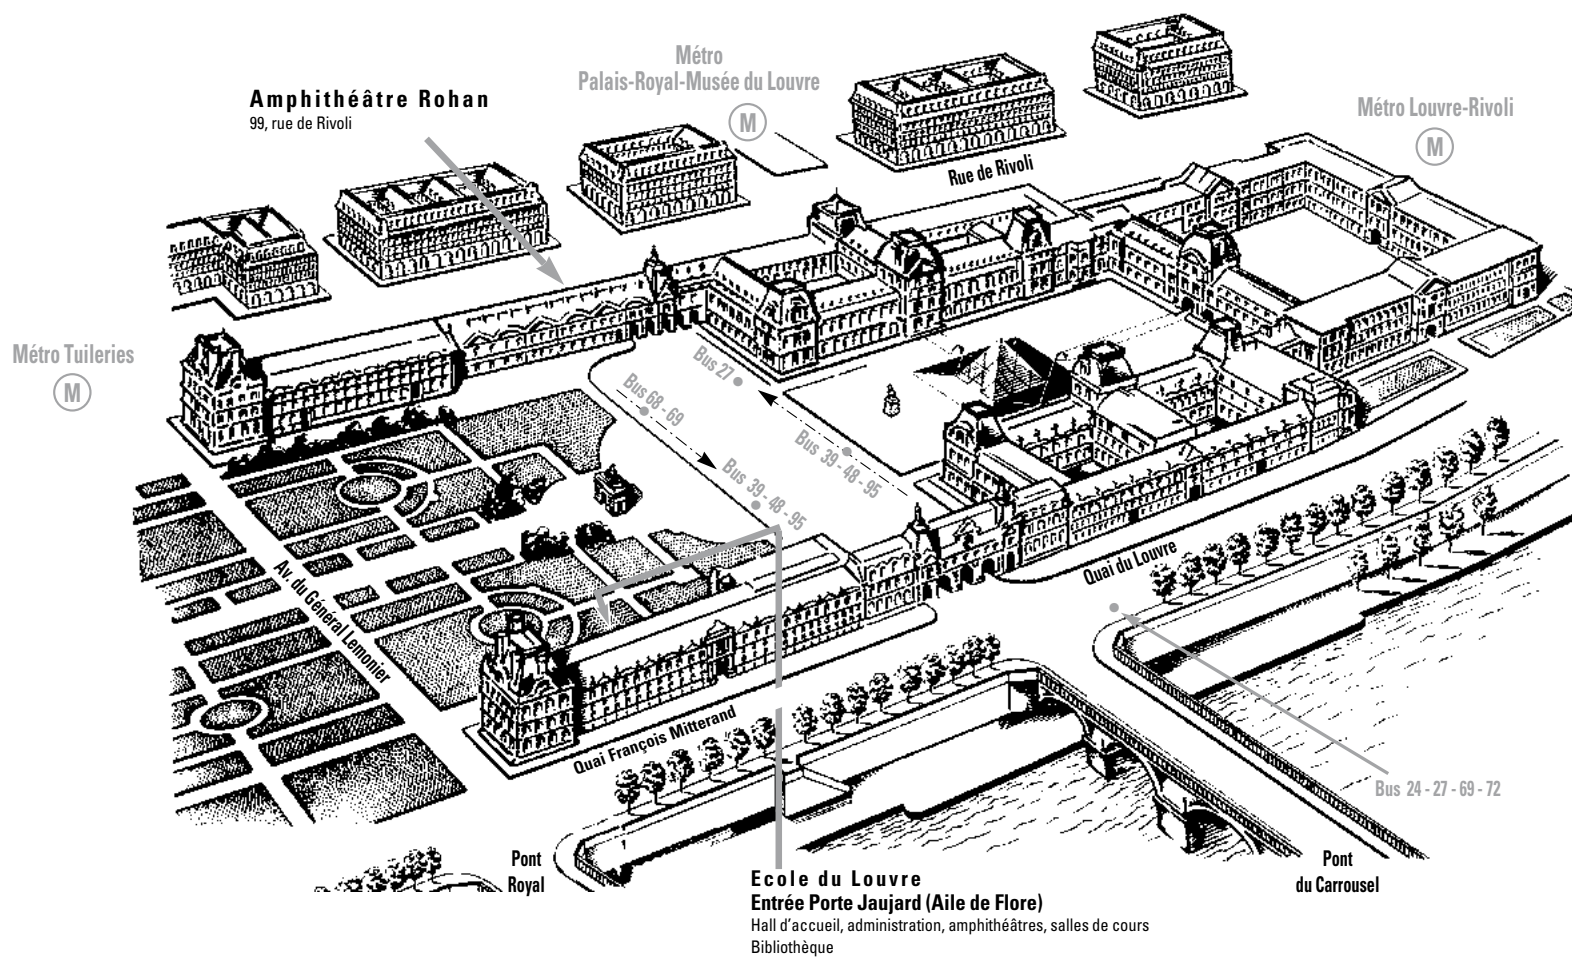 Métro
Palais-Royal-Musée du Louvre
M
Amphithéâtre Rohan
99, rue de Rivoli
Métro Louvre-Rivoli
M
Rue de Rivoli
Métro Tuileries
M
Bus 27
Bus 68 - 69
Bus 39 - 48 - 95
Bus 39 - 48 - 95
Quai du Louvre
Av. du Général Lemonier
Quai François Mitterand
Bus 24 - 27 - 69 - 72
Pont
Royal
Pont
du Carrousel
Ecole du Louvre
Entrée Porte Jaujard (Aile de Flore)
Hall d'accueil, administration, amphithéâtres, salles de cours
Bibliothèque